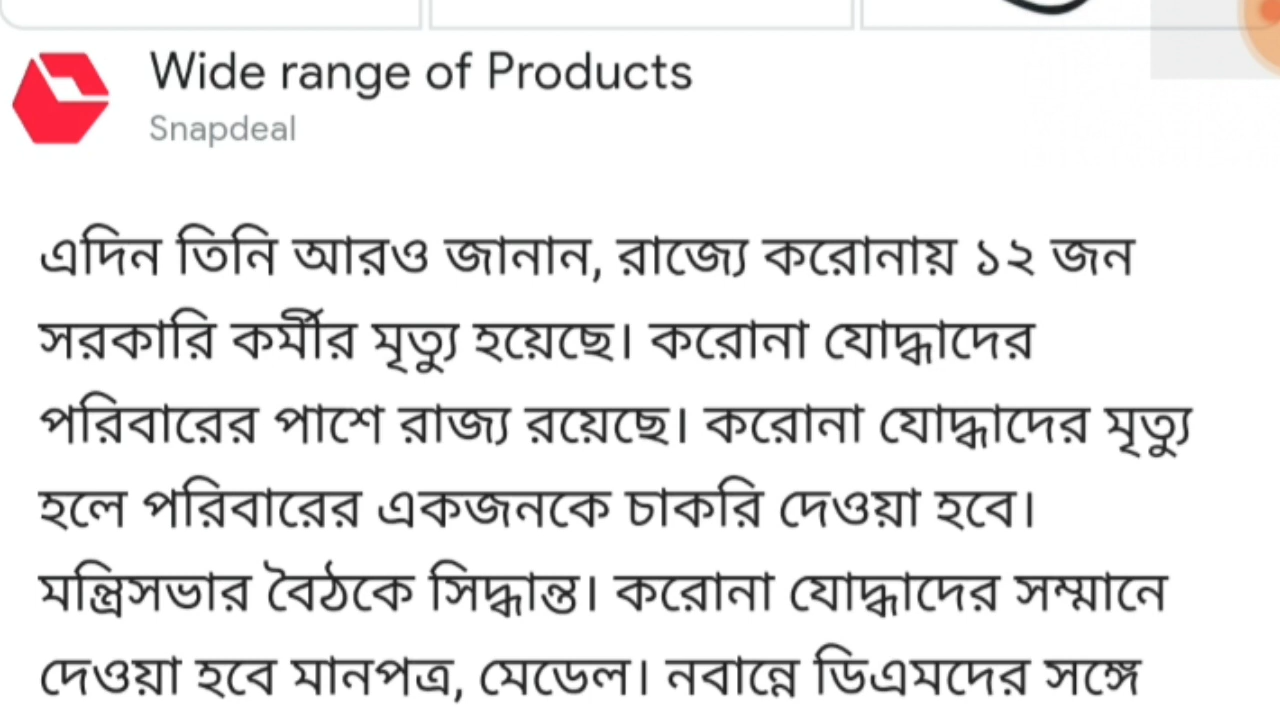 Wide range of Products
Snapdeal
এদিন তিনি আরও জানান, রাজ্যে করোনায় ১২ জন
সরকারি কর্মীর মৃত্যু হয়েছে। করোনা যোদ্ধাদের
পরিবারের পাশে রাজ্য রয়েছে। করোনা যোদ্ধাদের মৃত্যু
হলে পরিবারের একজনকে চাকরি দেওয়া হবে।
মন্ত্রিসভার বৈঠকে সিদ্ধান্ত। করোনা যোদ্ধাদের সম্মানে
দেওয়া হবে মানপত্র, মেডেল। নবান্নে ডিএমদের সঙ্গে